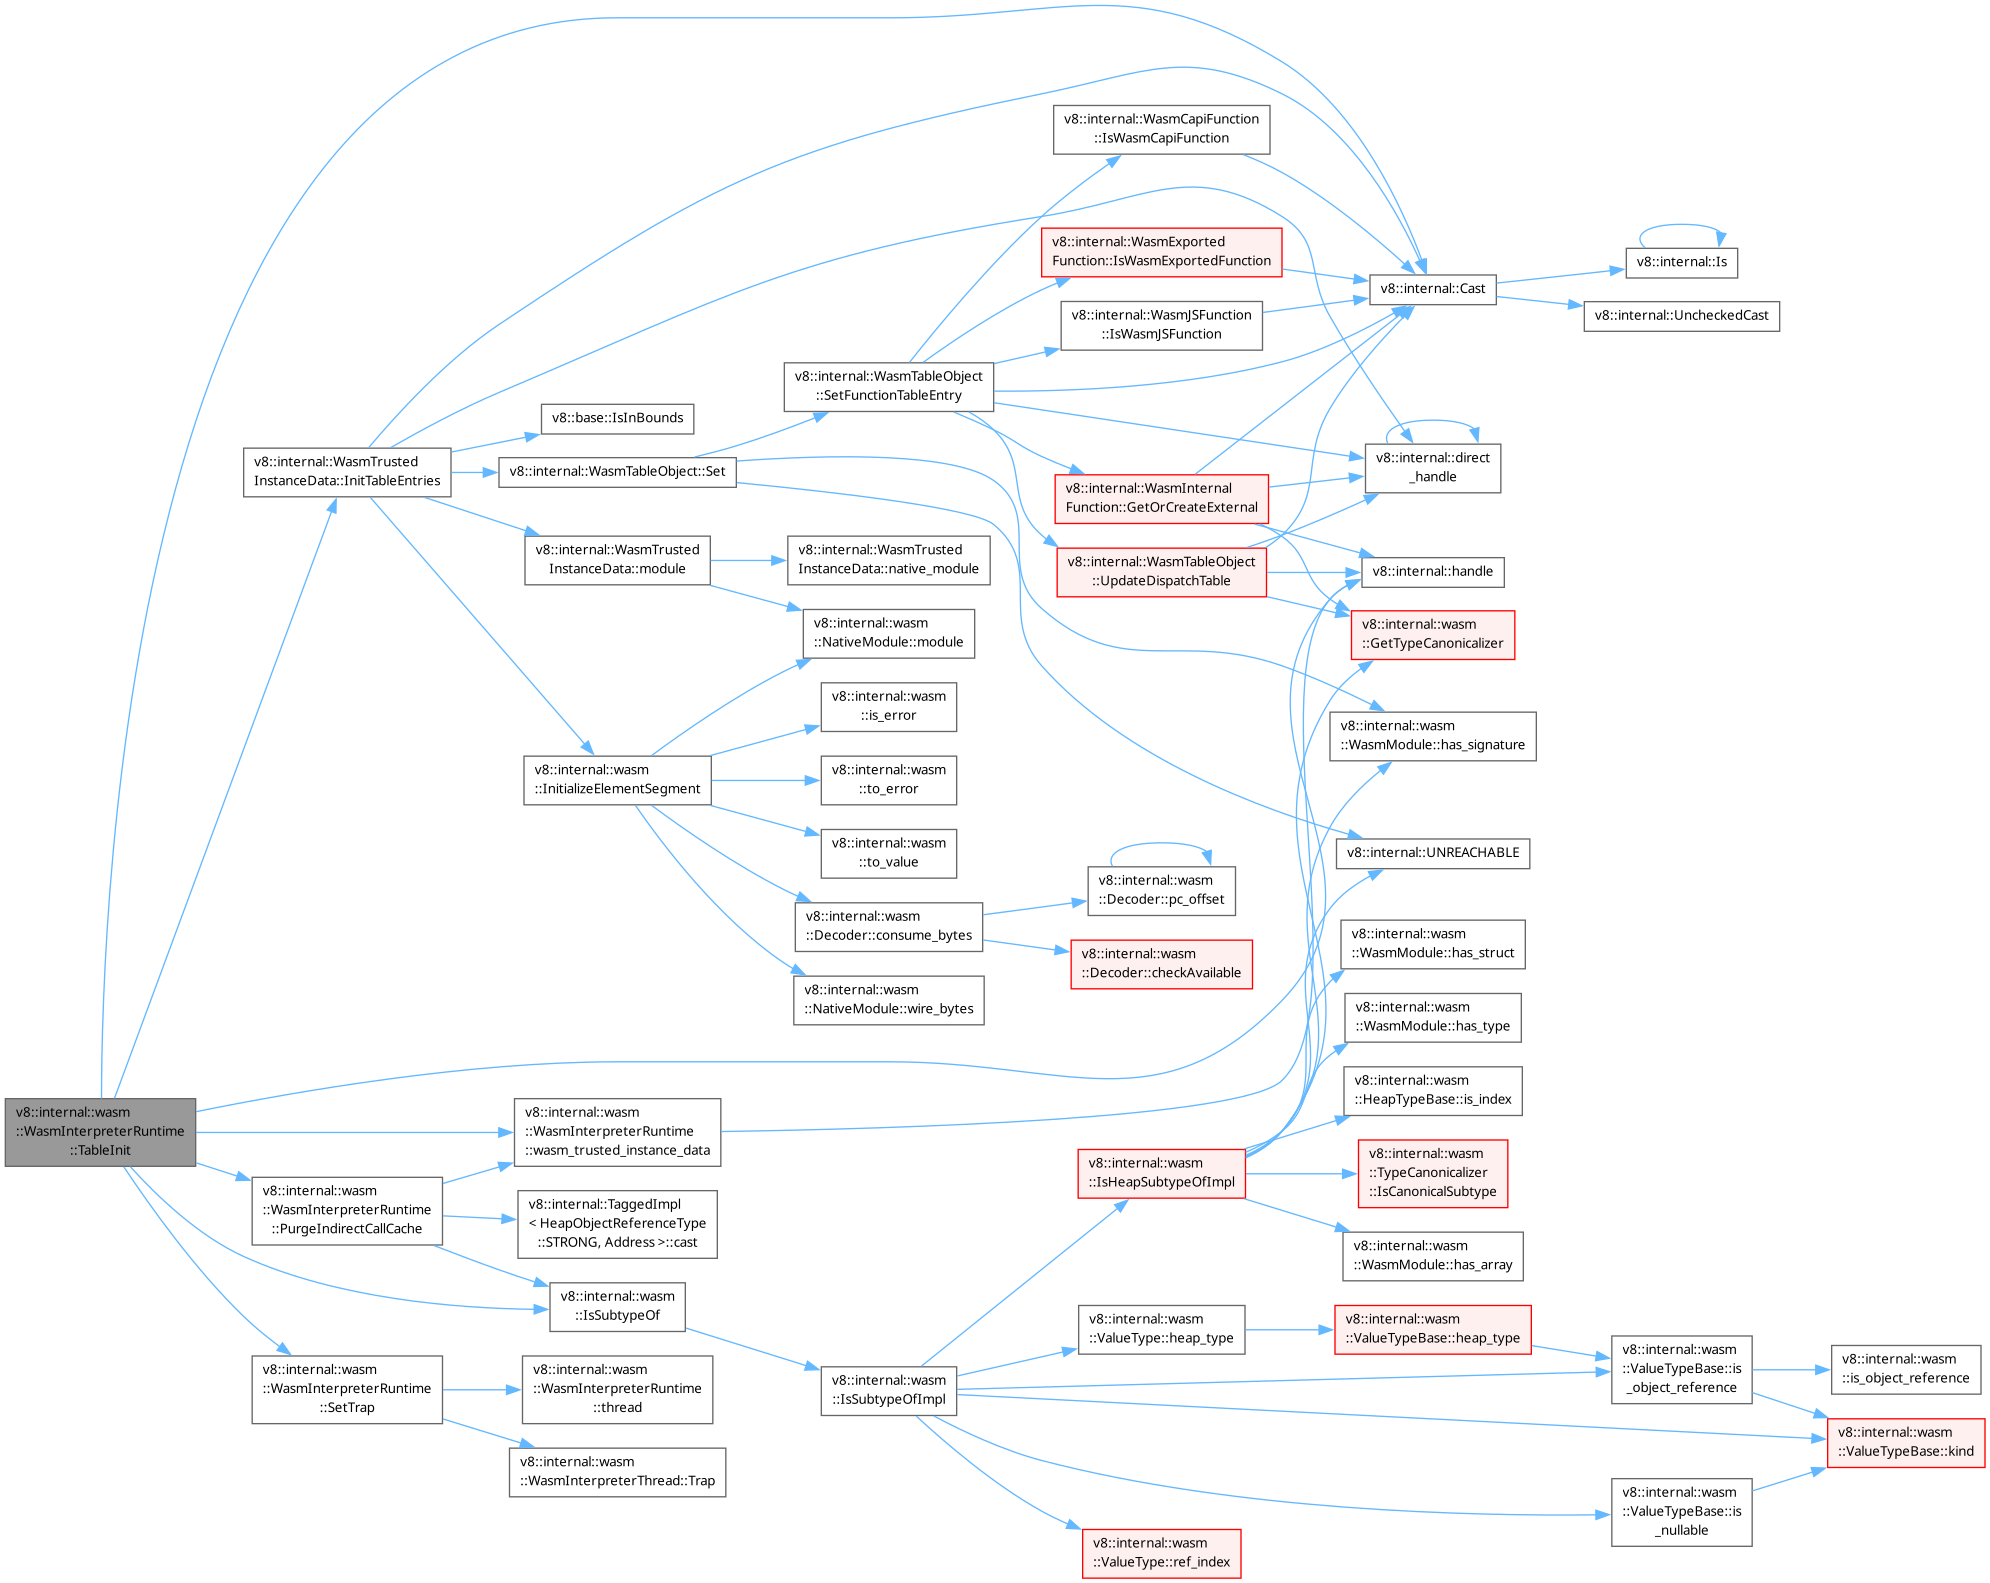 v8::internal::wasm
::WasmInterpreterRuntime
::TableInit
v8::internal::WasmTrusted
InstanceData::InitTableEntries
v8::internal::wasm
::WasmInterpreterRuntime
::PurgeIndirectCallCache
v8::internal::wasm
::WasmInterpreterRuntime
::SetTrap
v8::base::IsInBounds
v8::internal::WasmTableObject::Set
v8::internal::WasmTrusted
InstanceData::module
v8::internal::wasm
::InitializeElementSegment
v8::internal::wasm
::WasmInterpreterRuntime
::wasm_trusted_instance_data
v8::internal::TaggedImpl
< HeapObjectReferenceType
::STRONG, Address >::cast
v8::internal::wasm
::IsSubtypeOf
v8::internal::wasm
::WasmInterpreterRuntime
::thread
v8::internal::wasm
::WasmInterpreterThread::Trap
v8::internal::WasmTableObject
::SetFunctionTableEntry
v8::internal::WasmTrusted
InstanceData::native_module
v8::internal::wasm
::NativeModule::module
v8::internal::wasm
::is_error
v8::internal::wasm
::to_error
v8::internal::wasm
::to_value
v8::internal::wasm
::Decoder::consume_bytes
v8::internal::wasm
::NativeModule::wire_bytes
v8::internal::wasm
::IsSubtypeOfImpl
v8::internal::WasmCapiFunction
::IsWasmCapiFunction
v8::internal::WasmExported
Function::IsWasmExportedFunction
v8::internal::WasmJSFunction
::IsWasmJSFunction
v8::internal::WasmInternal
Function::GetOrCreateExternal
v8::internal::WasmTableObject
::UpdateDispatchTable
v8::internal::wasm
::Decoder::pc_offset
v8::internal::wasm
::Decoder::checkAvailable
v8::internal::wasm
::IsHeapSubtypeOfImpl
v8::internal::wasm
::ValueType::heap_type
v8::internal::wasm
::ValueType::ref_index
v8::internal::Cast
v8::internal::direct
_handle
v8::internal::handle
v8::internal::wasm
::GetTypeCanonicalizer
v8::internal::wasm
::WasmModule::has_signature
v8::internal::UNREACHABLE
v8::internal::wasm
::WasmModule::has_struct
v8::internal::wasm
::WasmModule::has_type
v8::internal::wasm
::HeapTypeBase::is_index
v8::internal::wasm
::TypeCanonicalizer
::IsCanonicalSubtype
v8::internal::wasm
::WasmModule::has_array
v8::internal::wasm
::ValueTypeBase::heap_type
v8::internal::Is
v8::internal::UncheckedCast
v8::internal::wasm
::ValueTypeBase::is
_object_reference
v8::internal::wasm
::ValueTypeBase::is
_nullable
v8::internal::wasm
::is_object_reference
v8::internal::wasm
::ValueTypeBase::kind